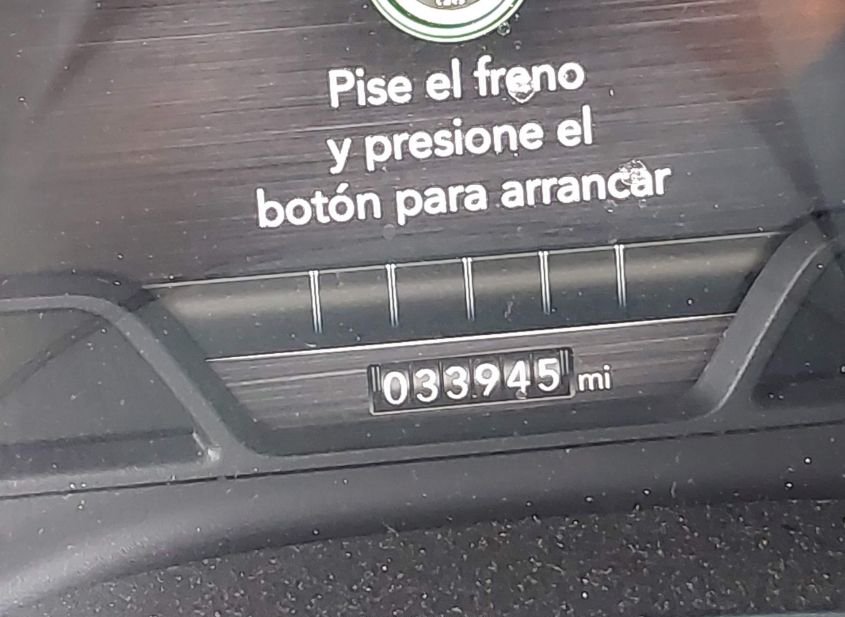 Pise el freno
y presione el
botón para arrancar
033945 mi